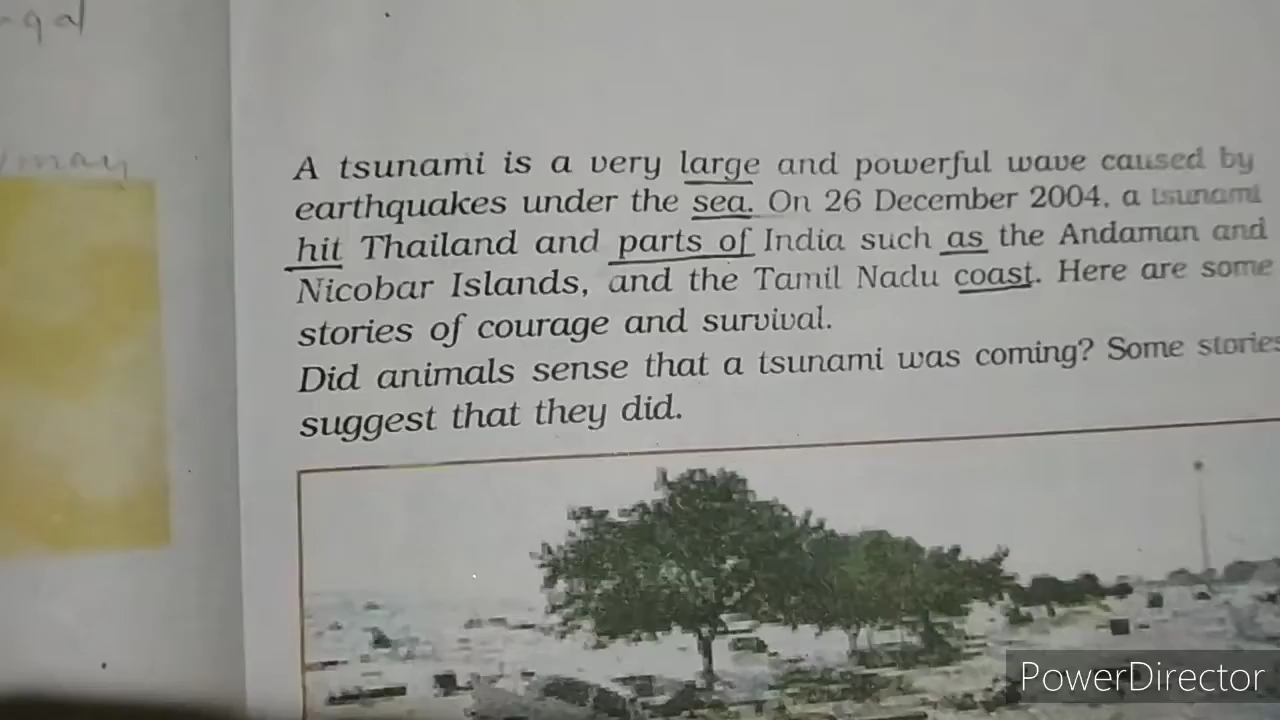 A tsunami is a very large and powerful wave caused by
earthquakes under the sea. On 26 December 2004, a tsunami
hit Thailand and parts of India such as the Andaman and
Nicobar Islands, and the Tamil Nadu coast. Here are some
stories of courage and survival.
Did animals sense that a tsunami was coming? Some stories
suggest that they did.
PowerDirector